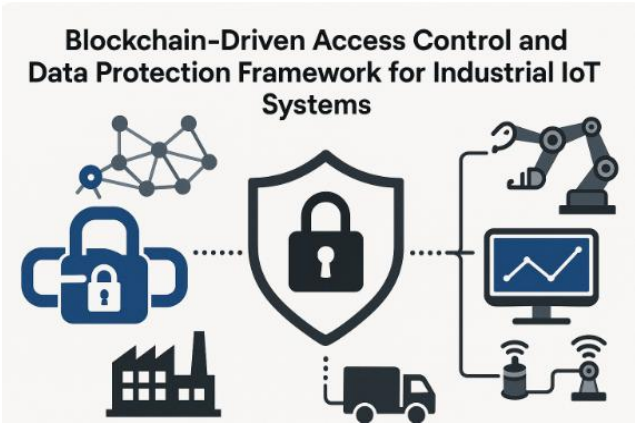 Blockchain-Driven Access Control and
Data Protection Framework for Industrial IoT
Systems